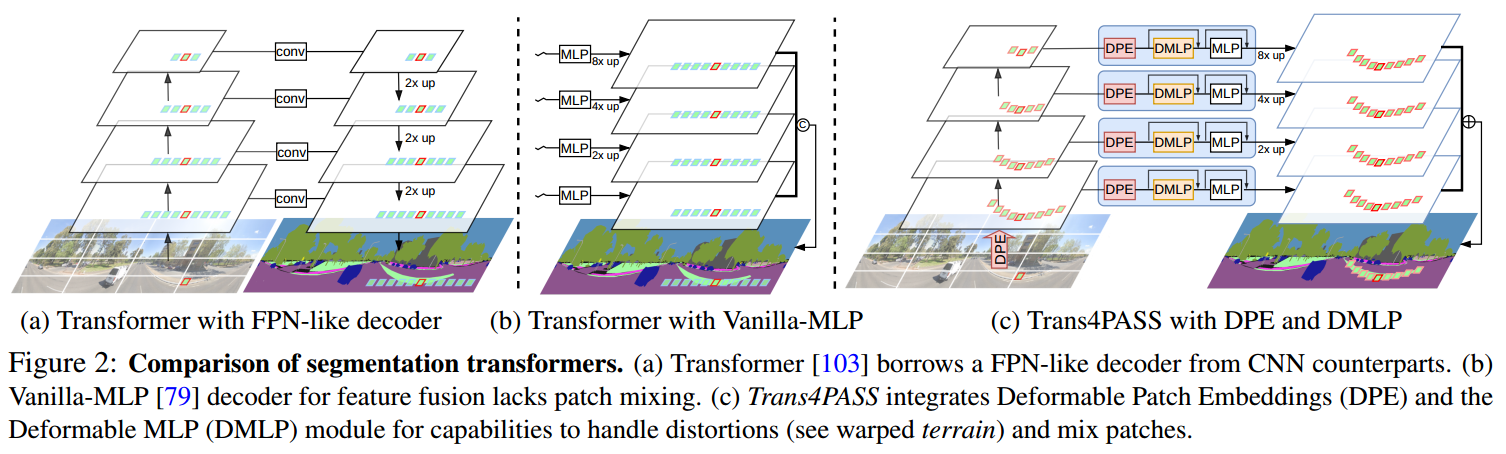 conv
conv
conv
conv
2x up
2x up
2x up
MLP
8x up
MLP
4x up
MLP
2x up
MLP
C
DPE
DPE DMLP MLP
8x up
DPE DMLP MLP
4x up
DPE DMLP MLP
2x up
DPE DMLP MLP
(a) Transformer with FPN-like decoder
(b) Transformer with Vanilla-MLP
(c) Trans4PASS with DPE and DMLP
Figure 2: Comparison of segmentation transformers. (a) Transformer [103] borrows a FPN-like decoder from CNN counterparts. (b)
Vanilla-MLP [79] decoder for feature fusion lacks patch mixing. (c) Trans4PASS integrates Deformable Patch Embeddings (DPE) and the
Deformable MLP (DMLP) module for capabilities to handle distortions (see warped terrain) and mix patches.